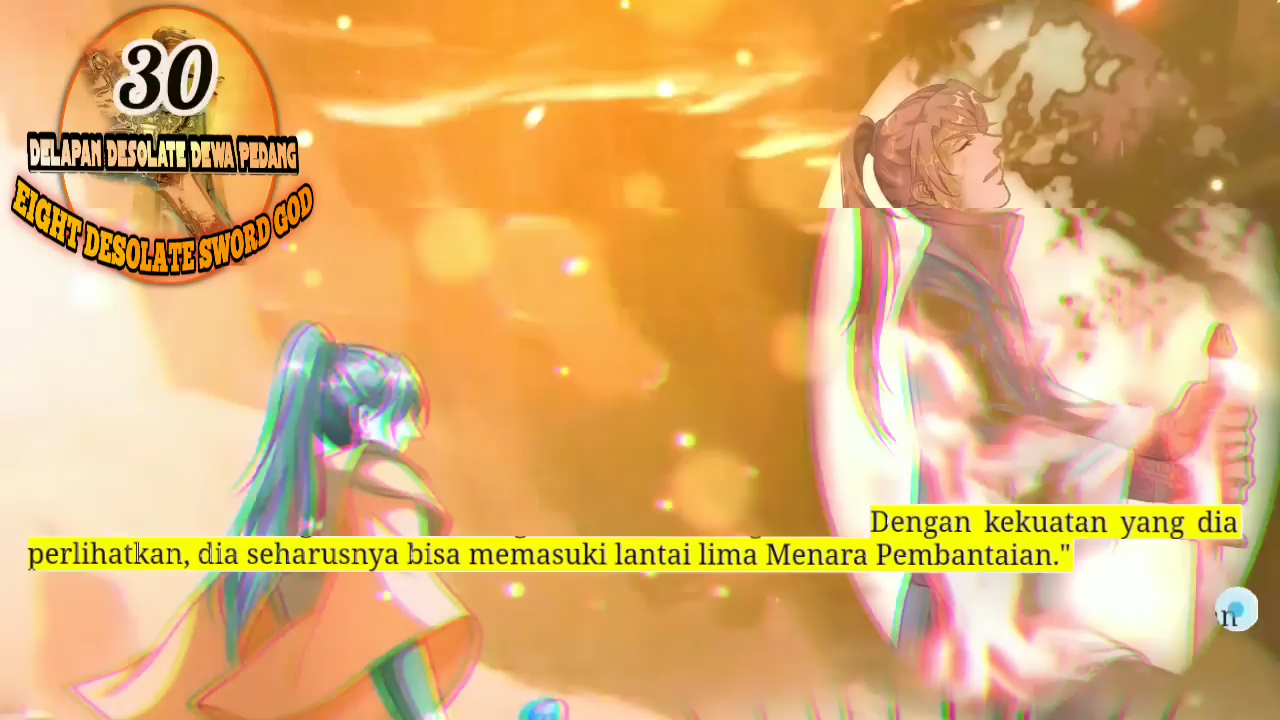 30
DELAPAN DESOLATE DEWA PEDANG
EIGHT DESOLATE SWORD GOD
Dengan kekuatan yang dia
perlihatkan, dia seharusnya bisa memasuki lantai lima Menara Pembantaian."